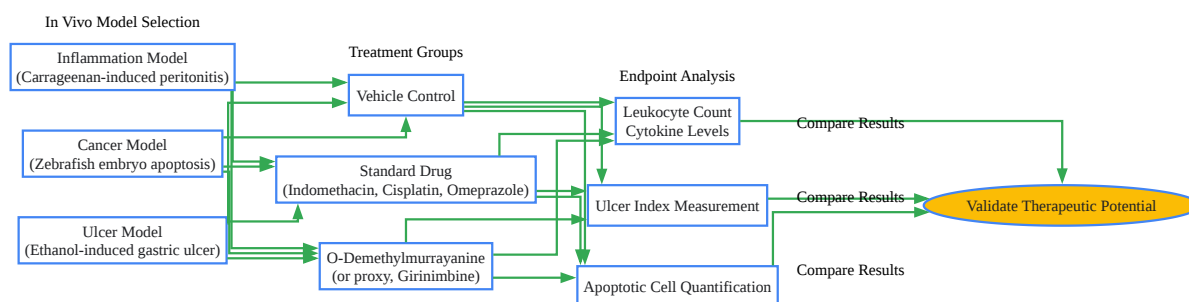 In Vivo Model Selection
Inflammation Model
(Carrageenan-induced peritonitis)
Cancer Model
(Zebrafish embryo apoptosis)
Ulcer Model
(Ethanol-induced gastric ulcer)
Treatment Groups
Vehicle Control
Standard Drug
(Indomethacin, Cisplatin, Omeprazole)
O-Demethylmurrayanine
(or proxy, Girinimbine)
Endpoint Analysis
Leukocyte Count
Cytokine Levels
Ulcer Index Measurement
Apoptotic Cell Quantification
Compare Results
Compare Results
Compare Results
Validate Therapeutic Potential